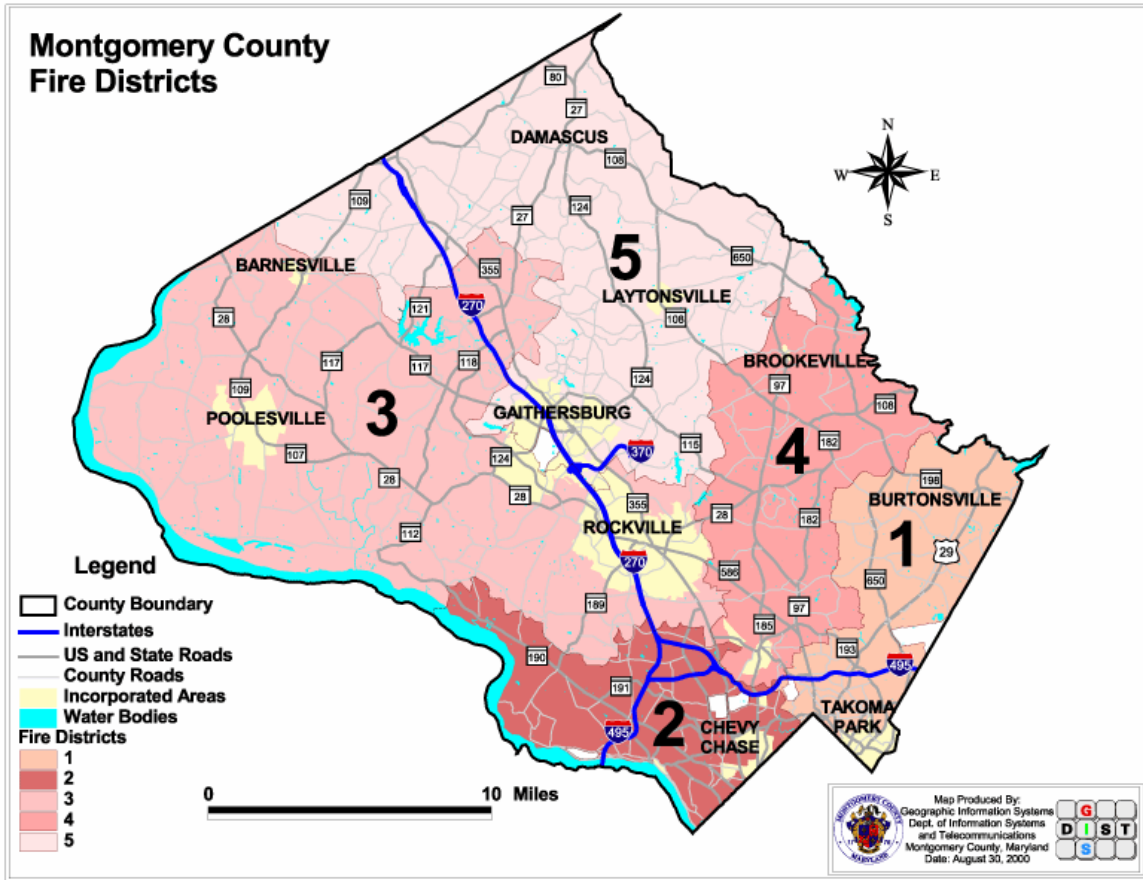 Montgomery County
Fire Districts
N
W
E
S
80
27
DAMASCUS
108
109
124
27
650
5
BARNESVILLE
355
LAYTONSVILLE
270
121
28
108
BROOKEVILLE
117
117
118
124
97
109
POOLESVILLE
3
GAITHERSBURG
108
107
124
370
115
4
182
28
28
198
BURTONSVILLE
355
28
182
1
ROCKVILLE
112
29
270
586
650
189
97
185
193
190
495
191
2
495
CHEVY
CHASE
TAKOMA
PARK
Legend
County Boundary
Interstates
US and State Roads
County Roads
Incorporated Areas
Water Bodies
Fire Districts
1
2
3
4
5
0
10 Miles
MONTGOMERY COUNTY
17 76
MARYLAND
Map Produced By:
Geographic Information Systems
Dept. of Information Systems
and Telecommunications
Montgomery County, Maryland
Date: August 30, 2000
G
D I S T
S